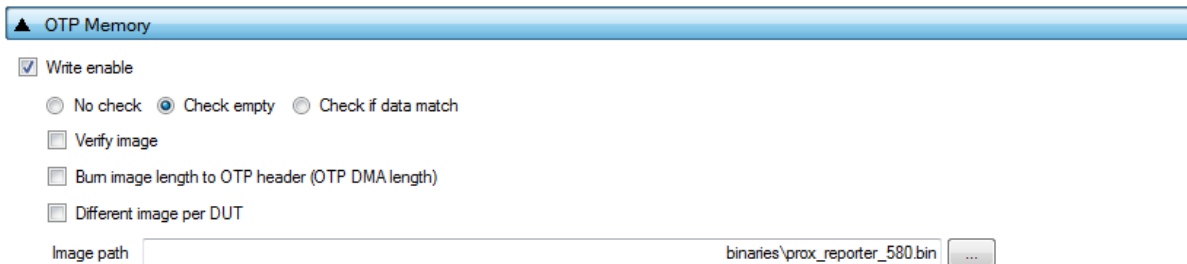 OTP Memory
Write enable
No check Check empty Check if data match
Verify image
Burn image length to OTP header (OTP DMA length)
Different image per DUT
Image path binaries\prox_reporter_580.bin ...